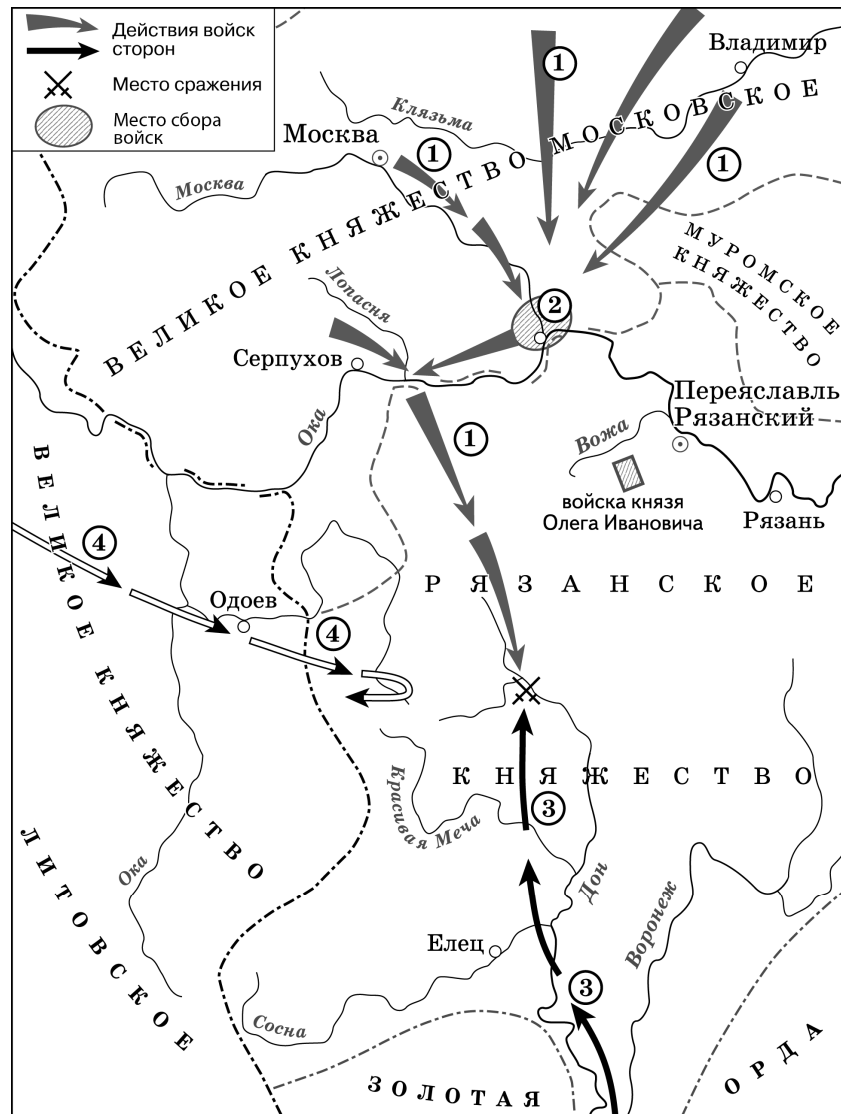 Действия войск
сторон
Место сражения
Место сбора
войск
Владимир
1
Клязьма
Москва
1
1
Москва
ВЕЛИКОЕ КНЯЖЕСТВО МОСКОВСКОЕ
МУРОМСКОЕ
КНЯЖЕСТВО
Лопасня
2
Серпухов
Переяславль
Рязанский
Ока
1
Вожа
войска князя
Олега Ивановича
Рязань
4
Одоев
4
РЯЗАНСКОЕ
КНЯЖЕСТВО
3
Красивая Меча
Дон
Воронеж
Елец
3
Ока
Сосна
ВЕЛИКОЕ КНЯЖЕСТВО
ЛИТОВСКОЕ
ЗОЛОТАЯ
ОРДА